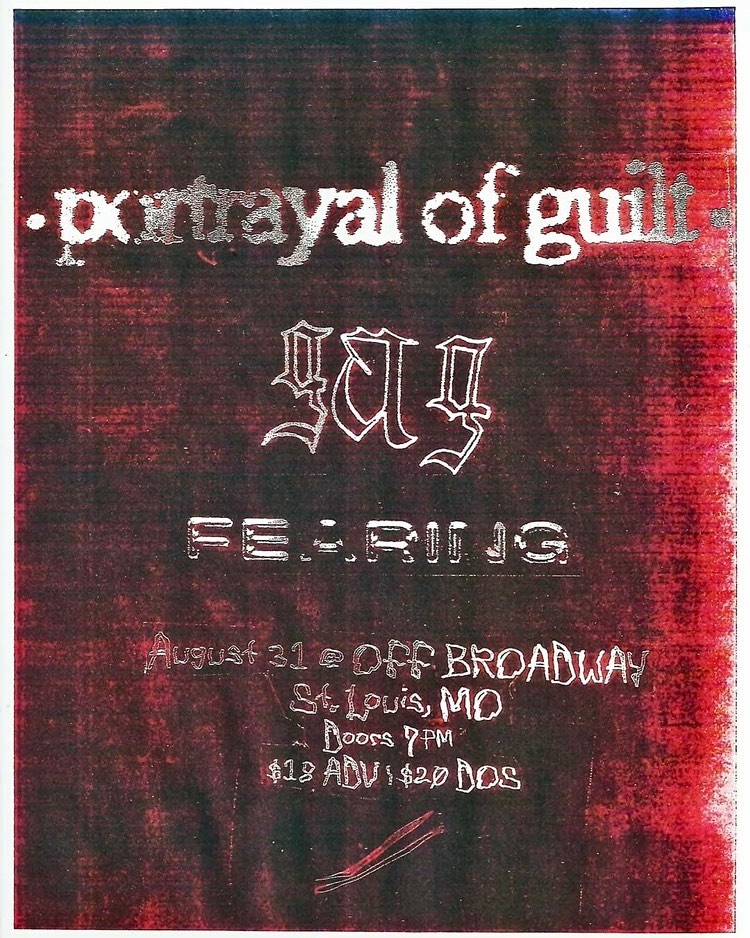 · portrayal of guilt ·
gag
FEARING
August 31 @ OFF BROADWAY
St. Louis, MO
Doors 7PM
$18 ADV ; $20 DOS